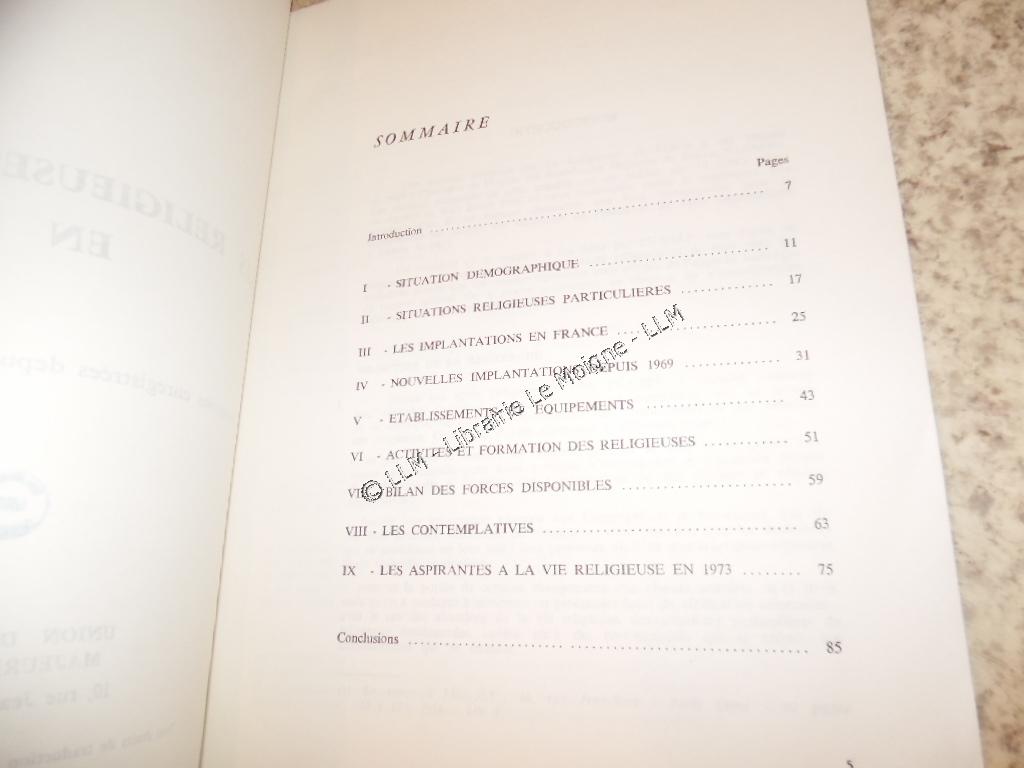 SOMMAIRE
Pages
Introduction ........ 7
I - SITUATION DEMOGRAPHIQUE ........ 11
II - SITUATIONS RELIGIEUSES PARTICULIERES ........ 17
III - LES IMPLANTATIONS EN FRANCE ........ 25
IV - NOUVELLES IMPLANTATIONS DEPUIS 1969 ........ 31
V - ETABLISSEMENTS EQUIPEMENTS ........ 43
VI - ACTIVITES ET FORMATION DES RELIGIEUSES ........ 51
VII - BILAN DES FORCES DISPONIBLES ........ 59
VIII - LES CONTEMPLATIVES ........ 63
IX - LES ASPIRANTES A LA VIE RELIGIEUSE EN 1973 ........ 75
Conclusions ........ 85
5
© LLM - Librairie Le Moigne - LLM
RELIGIEUSES
EN
UNION D
MAJEUR
10, rue Jea